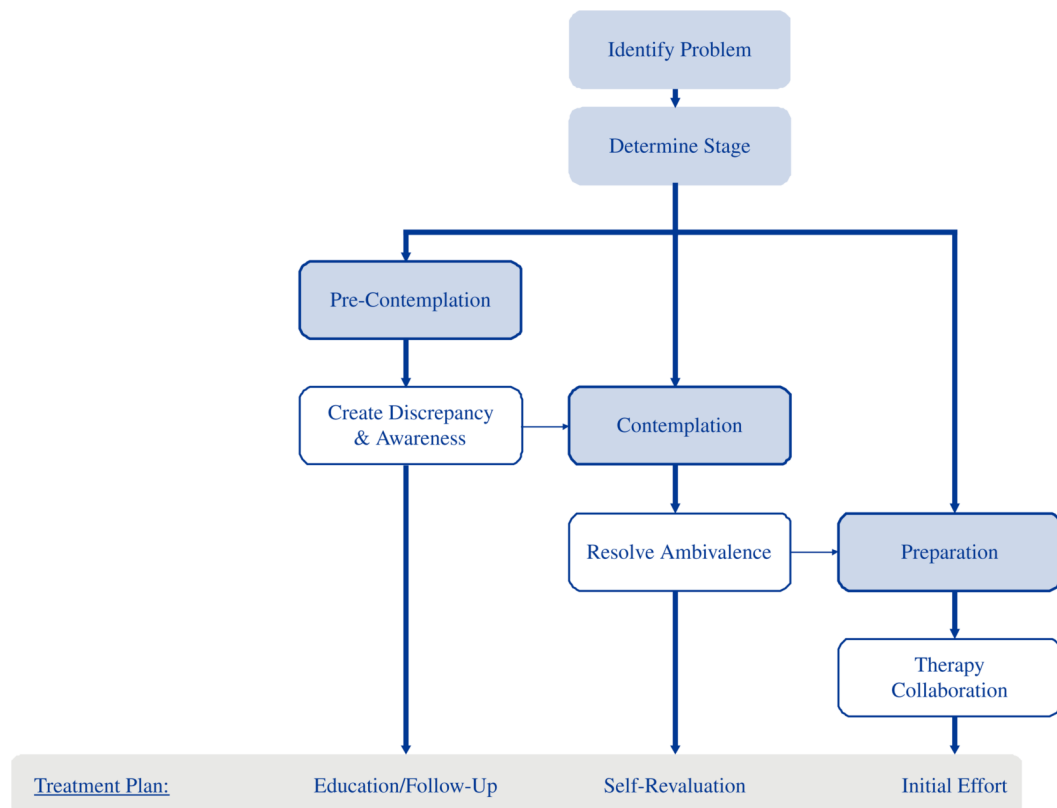 Identify Problem
Determine Stage
Pre-Contemplation
Create Discrepancy
& Awareness
Contemplation
Resolve Ambivalence
Preparation
Therapy
Collaboration
Treatment Plan:
Education/Follow-Up
Self-Revaluation
Initial Effort